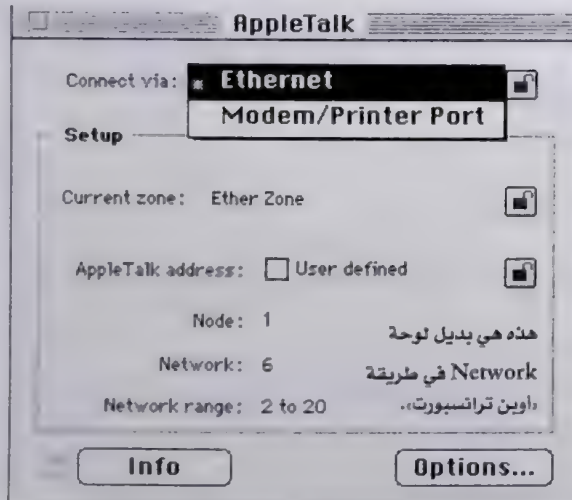 AppleTalk
Connect via: Ethernet
Modem/Printer Port
Setup
Current zone: Ether Zone
AppleTalk address: User defined
Node: 1
Network: 6
Network range: 2 to 20
هذه هي بديل لوحة
Network في طريقة
«أوبن ترانسبورت».
Info
Options...